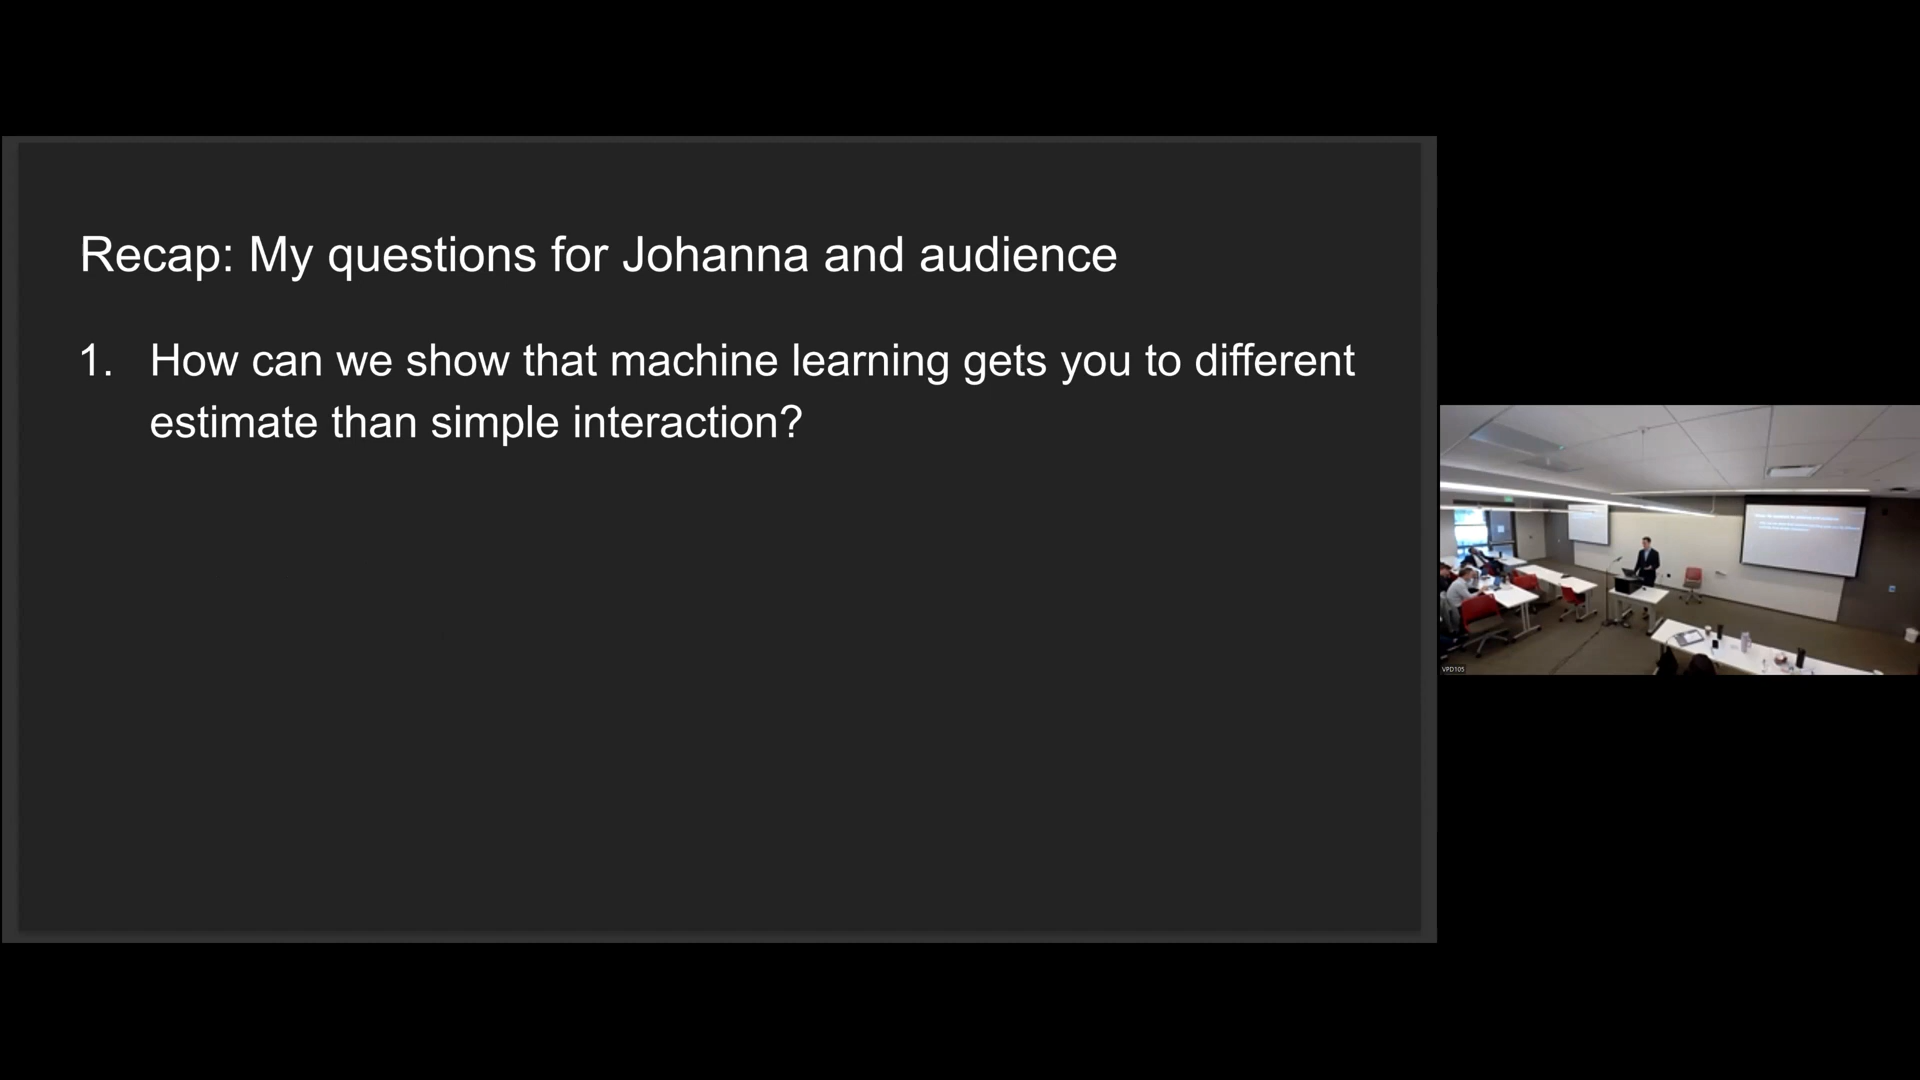 Recap: My questions for Johanna and audience
1. How can we show that machine learning gets you to different
estimate than simple interaction?
VPD105